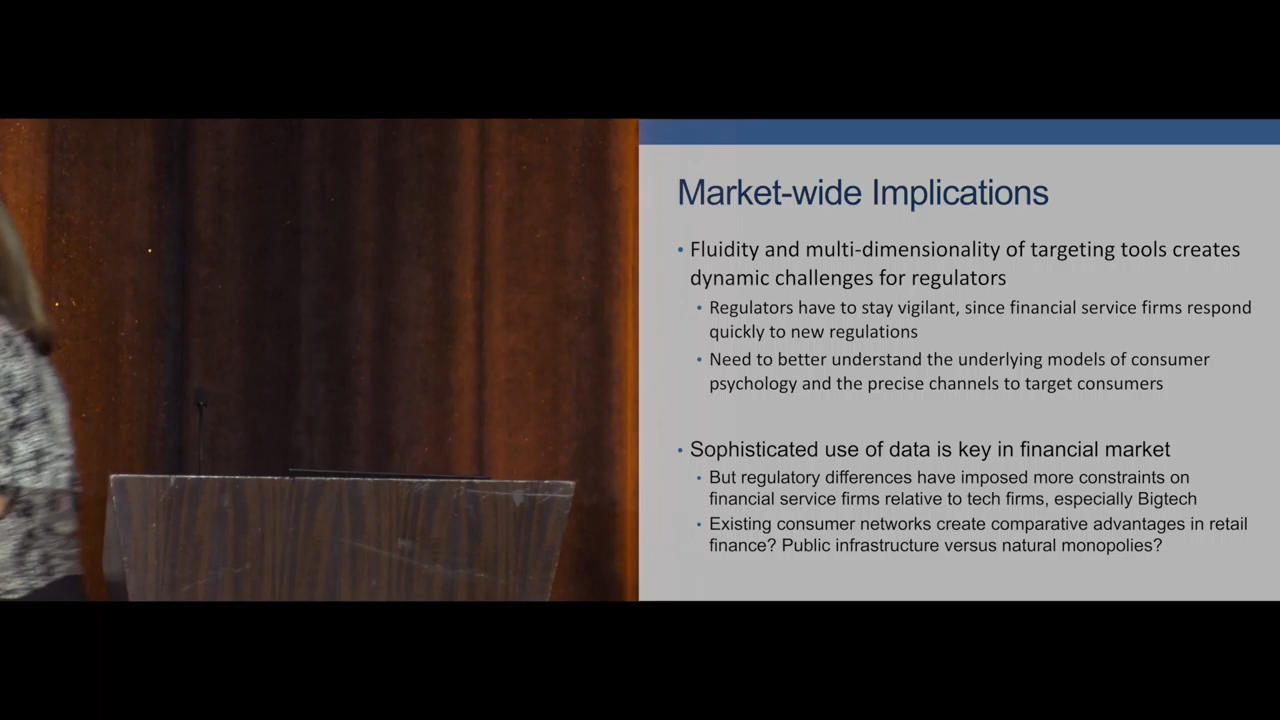 Market-wide Implications
• Fluidity and multi-dimensionality of targeting tools creates
dynamic challenges for regulators
• Regulators have to stay vigilant, since financial service firms respond
quickly to new regulations
• Need to better understand the underlying models of consumer
psychology and the precise channels to target consumers
• Sophisticated use of data is key in financial market
• But regulatory differences have imposed more constraints on
financial service firms relative to tech firms, especially Bigtech
• Existing consumer networks create comparative advantages in retail
finance? Public infrastructure versus natural monopolies?